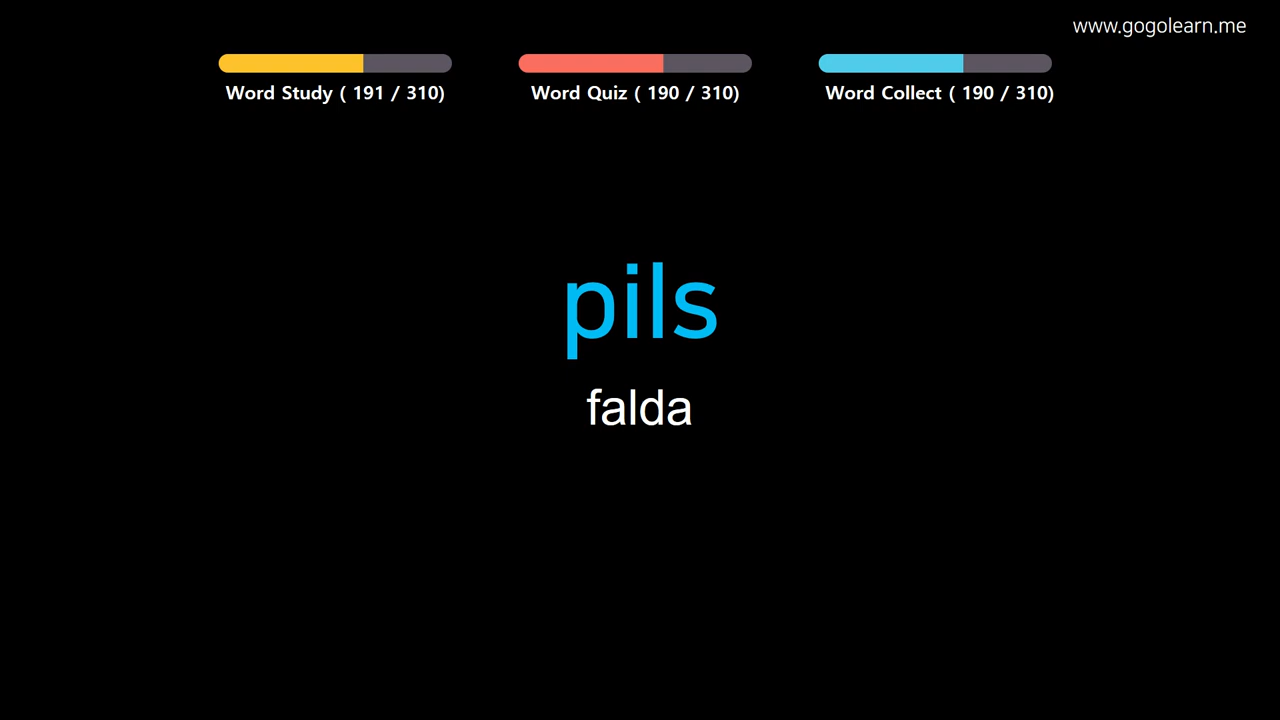 www.gogolearn.me
Word Study ( 191 / 310)
Word Quiz ( 190 / 310)
Word Collect ( 190 / 310)
pils
falda